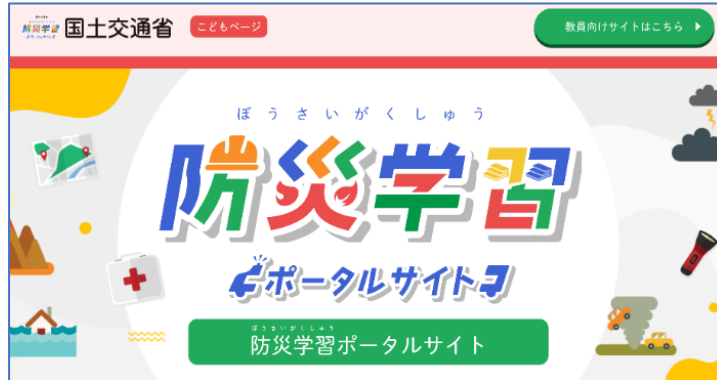 国土交通省
こどもページ
教員向けサイトはこちら
ぼうさいがくしゅう
防災学習
ポータルサイト
ぼうさいがくしゅう
防災学習ポータルサイト